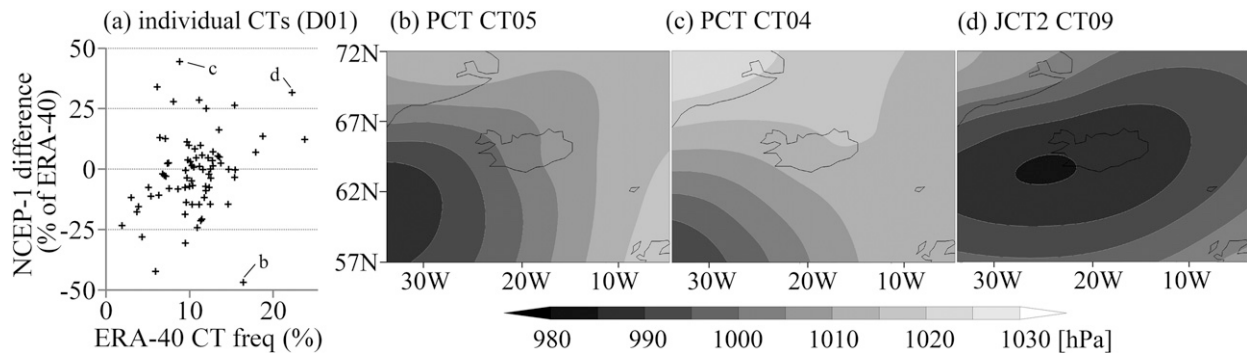 (a) individual CTs (D01)
(b) PCT CT05
(c) PCT CT04
(d) JCT2 CT09
NCEP-1 difference
(% of ERA-40)
50
25
0
-25
-50
c
d
b
0
10
20
ERA-40 CT freq (%)
72N
67N
62N
57N
30W 20W 10W
30W 20W 10W
30W 20W 10W
980 990 1000 1010 1020 1030 [hPa]